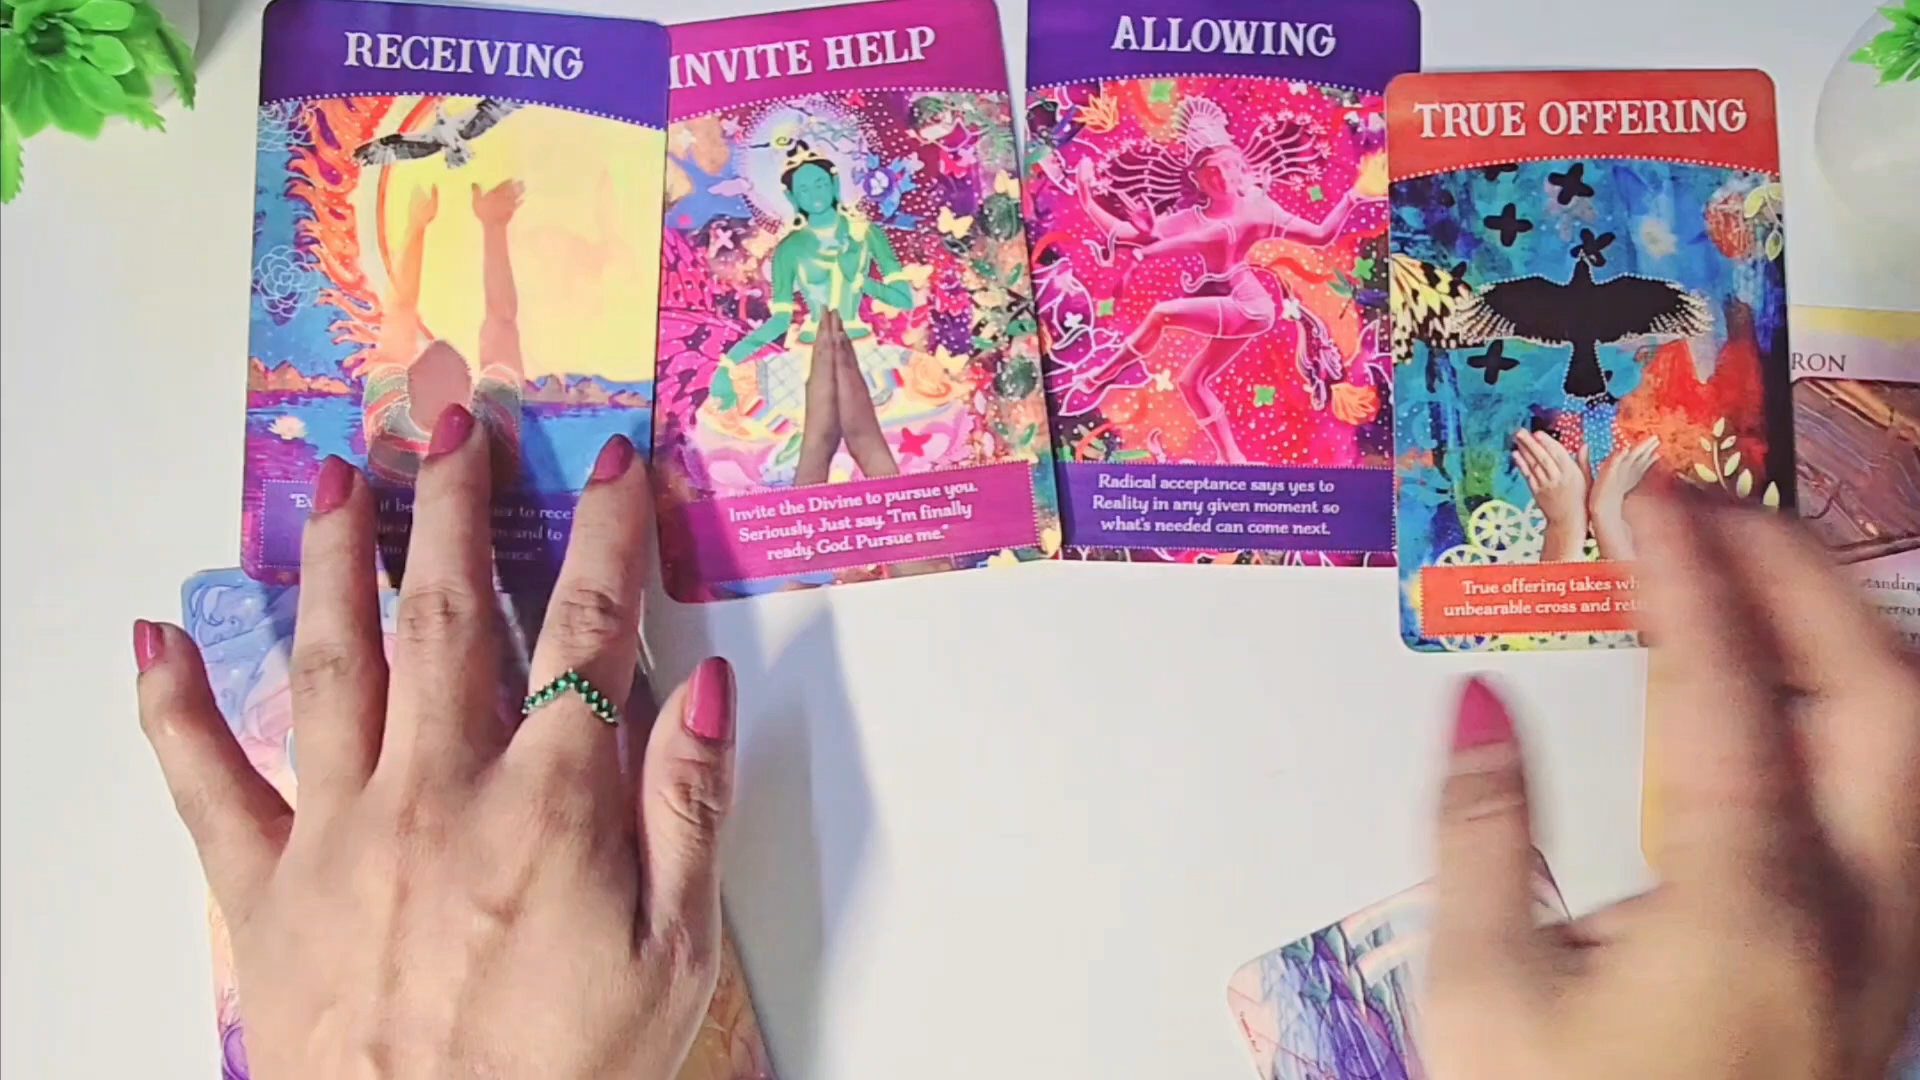 RECEIVING
INVITE HELP
Invite the Divine to pursue you.
Seriously. Just say, "I'm finally
ready, God. Pursue me."
ALLOWING
Radical acceptance says yes to
Reality in any given moment so
what's needed can come next.
TRUE OFFERING
True offering takes
unbearable cross and
RON